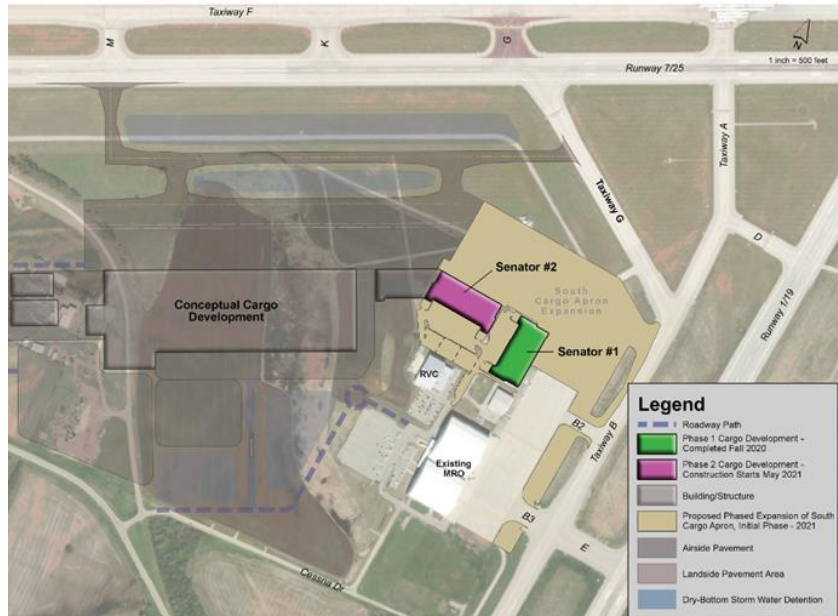 Taxiway F
M
K
G
N
1 inch = 500 feet
Runway 7/25
Taxiway A
Taxiway G
D
Senator #2
South
Cargo Apron
Expansion
Runway 1/19
Conceptual Cargo
Development
Senator #1
RVC
Existing
MRO
B2
Taxiway B
B3
E
Cessna Dr
Legend
Roadway Path
Phase 1 Cargo Development -
Completed Fall 2020
Phase 2 Cargo Development -
Construction Starts May 2021
Building/Structure
Proposed Phased Expansion of South
Cargo Apron, Initial Phase - 2021
Airside Pavement
Landside Pavement Area
Dry-Bottom Storm Water Detention